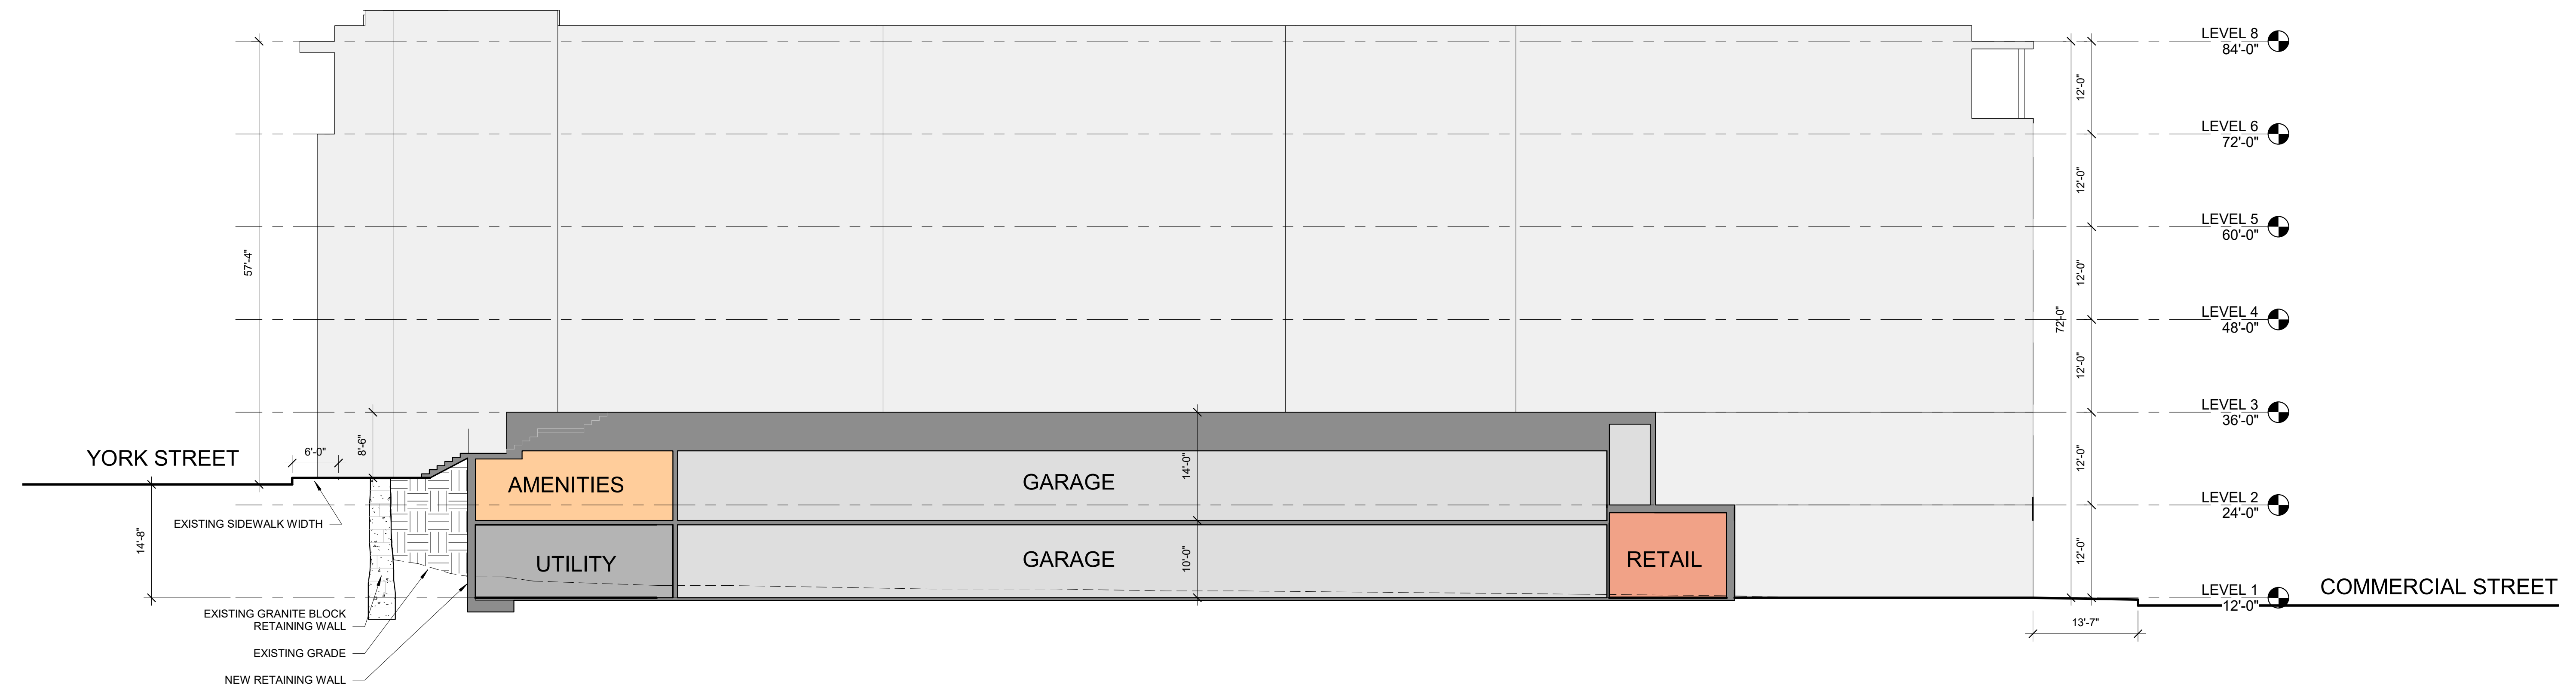 LEVEL 8
84'-0"
12'-0"
LEVEL 6
72'-0"
12'-0"
LEVEL 5
60'-0"
57'-4"
12'-0"
LEVEL 4
48'-0"
72'-0"
12'-0"
LEVEL 3
36'-0"
YORK STREET
6'-0"
8'-6"
AMENITIES
GARAGE
14'-0"
12'-0"
LEVEL 2
24'-0"
EXISTING SIDEWALK WIDTH
14'-8"
UTILITY
GARAGE
10'-0"
RETAIL
12'-0"
LEVEL 1
12'-0"
COMMERCIAL STREET
13'-7"
EXISTING GRANITE BLOCK
RETAINING WALL
EXISTING GRADE
NEW RETAINING WALL